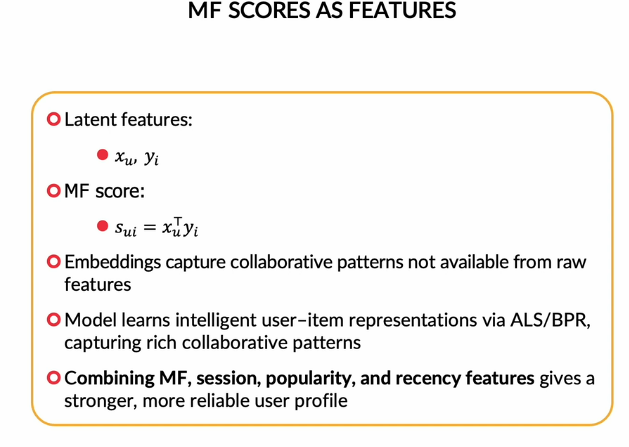 MF SCORES AS FEATURES
Latent features:
x_u, y_i
MF score:
s_ui = x_u^⊤ y_i
Embeddings capture collaborative patterns not available from raw
features
Model learns intelligent user–item representations via ALS/BPR,
capturing rich collaborative patterns
Combining MF, session, popularity, and recency features gives a
stronger, more reliable user profile